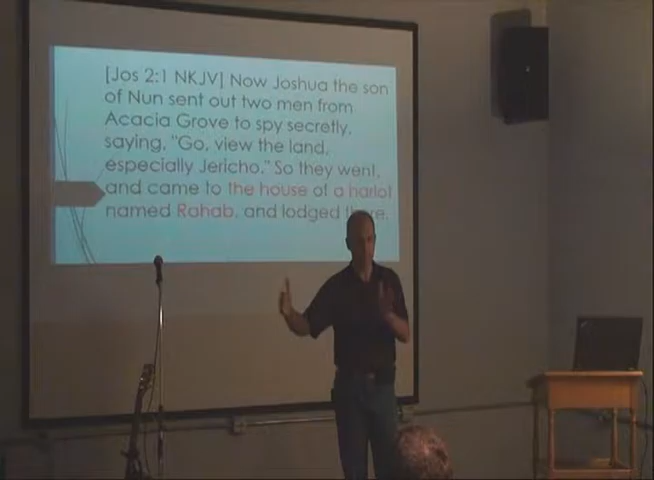 [Jos 2:1 NKJV] Now Joshua the son
of Nun sent out two men from
Acacia Grove to spy secretly,
saying, "Go, view the land,
especially Jericho." So they went,
and came to the house of a harlot
named Rahab, and lodged there.